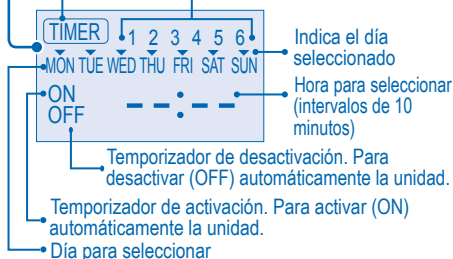 TIMER 1 2 3 4 5 6
MON TUE WED THU FRI SAT SUN
ON
OFF
--:--
Indica el día
seleccionado
Hora para seleccionar
(intervalos de 10
minutos)
Temporizador de desactivación. Para
desactivar (OFF) automáticamente la unidad.
Temporizador de activación. Para activar (ON)
automáticamente la unidad.
Día para seleccionar